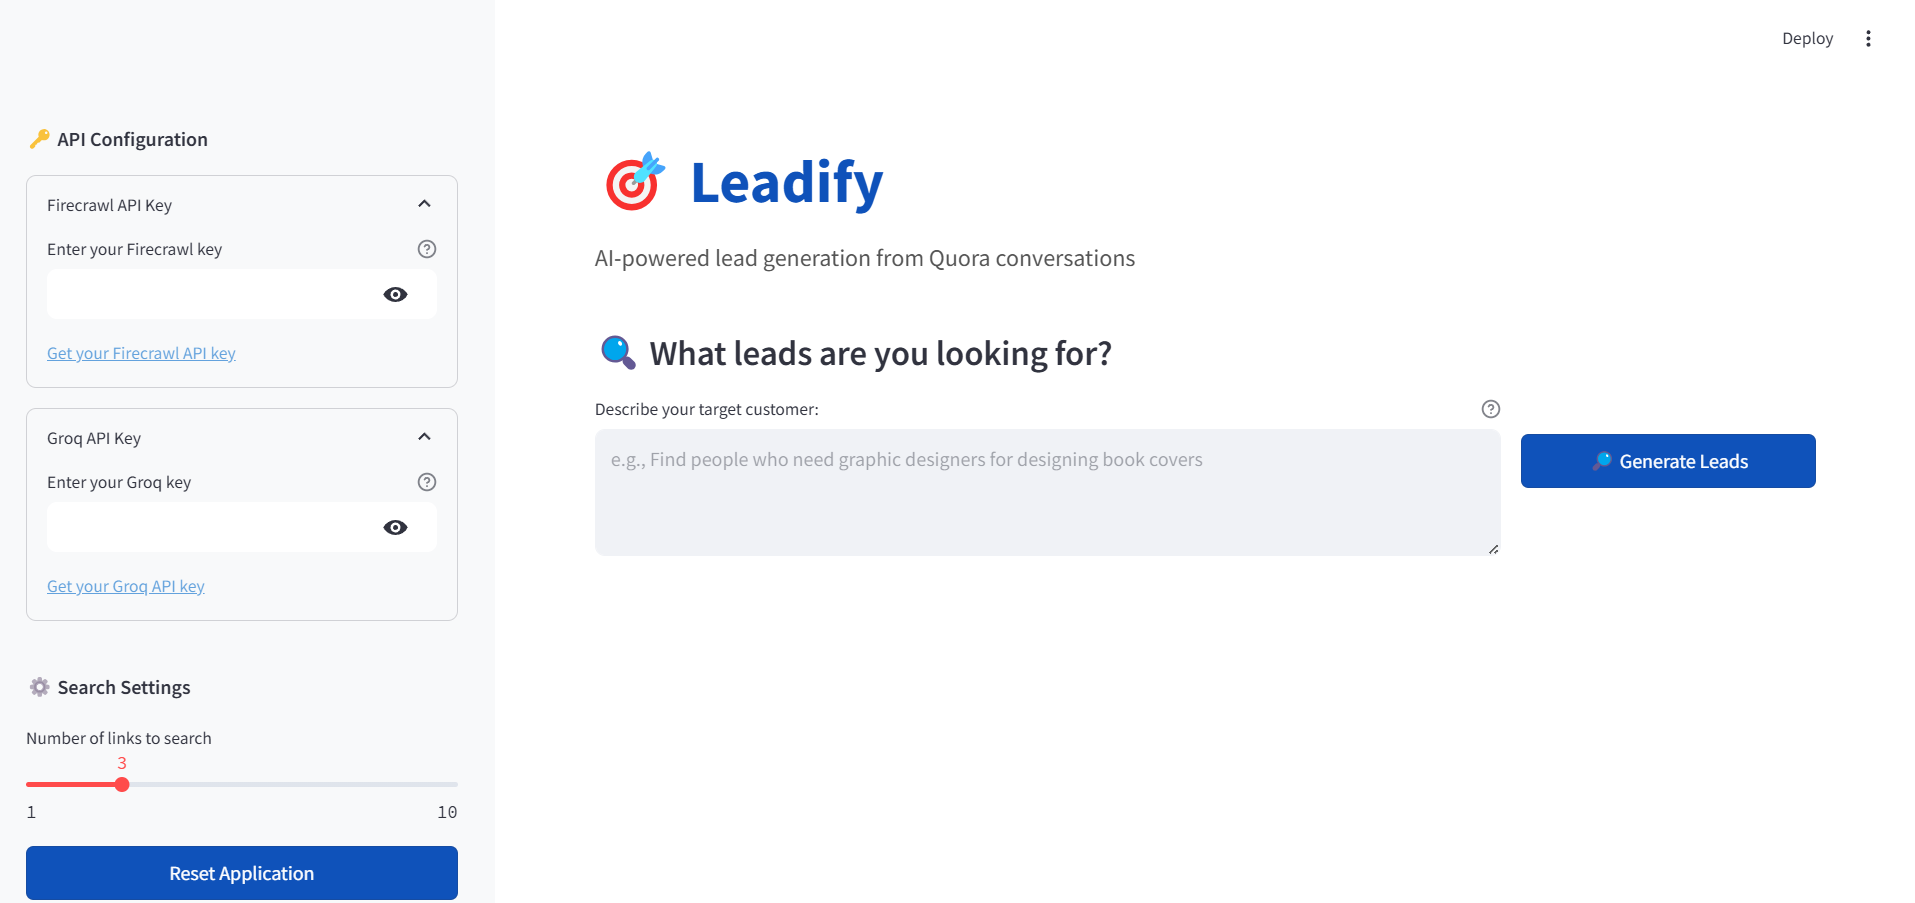 Deploy
API Configuration
Firecrawl API Key
Enter your Firecrawl key
Get your Firecrawl API key
Groq API Key
Enter your Groq key
Get your Groq API key
Search Settings
Number of links to search
3
1 10
Reset Application
Leadify
AI-powered lead generation from Quora conversations
What leads are you looking for?
Describe your target customer:
e.g., Find people who need graphic designers for designing book covers
Generate Leads